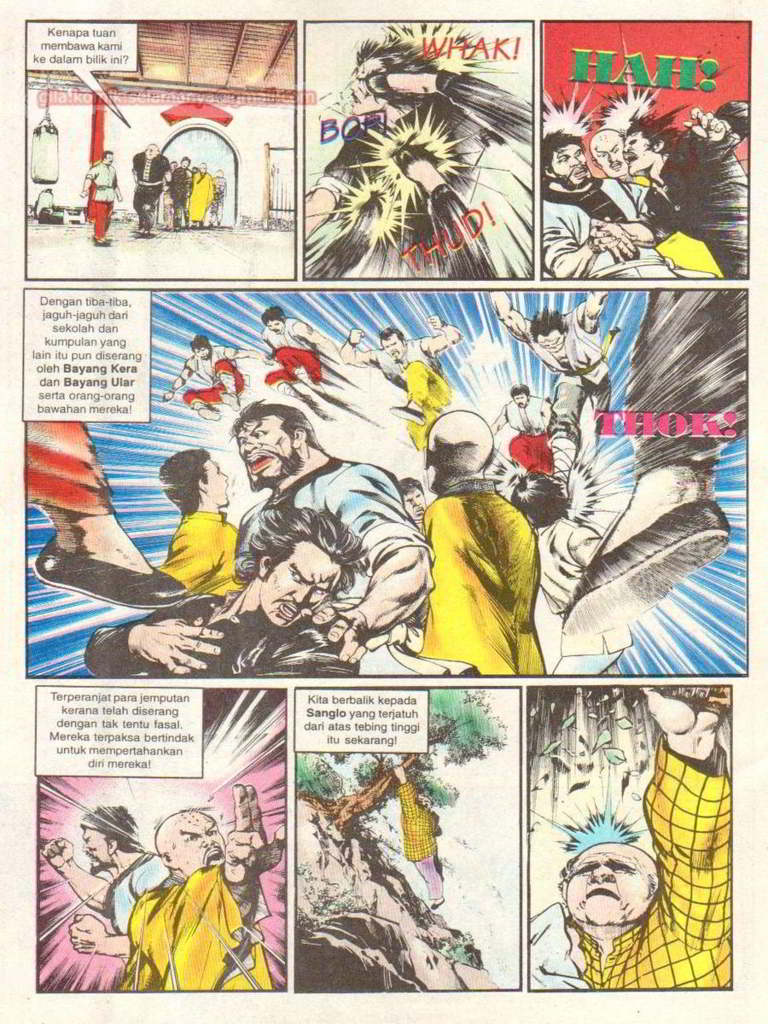 Kenapa tuan
membawa kami
ke dalam bilik ini?
WHAK!
THUD!
HAH!
Dengan tiba-tiba,
jaguh-jaguh dari
sekolah dan
kumpulan yang
lain itu pun diserang
oleh Bayang Kera
dan Bayang Ular
serta orang-orang
bawahan mereka!
THOK!
Terperanjat para jemputan
kerana telah diserang
dengan tak tentu fasal.
Mereka terpaksa bertindak
untuk mempertahankan
diri mereka!
Kita berbalik kepada
Sanglo yang terjatuh
dari atas tebing tinggi
itu sekarang!